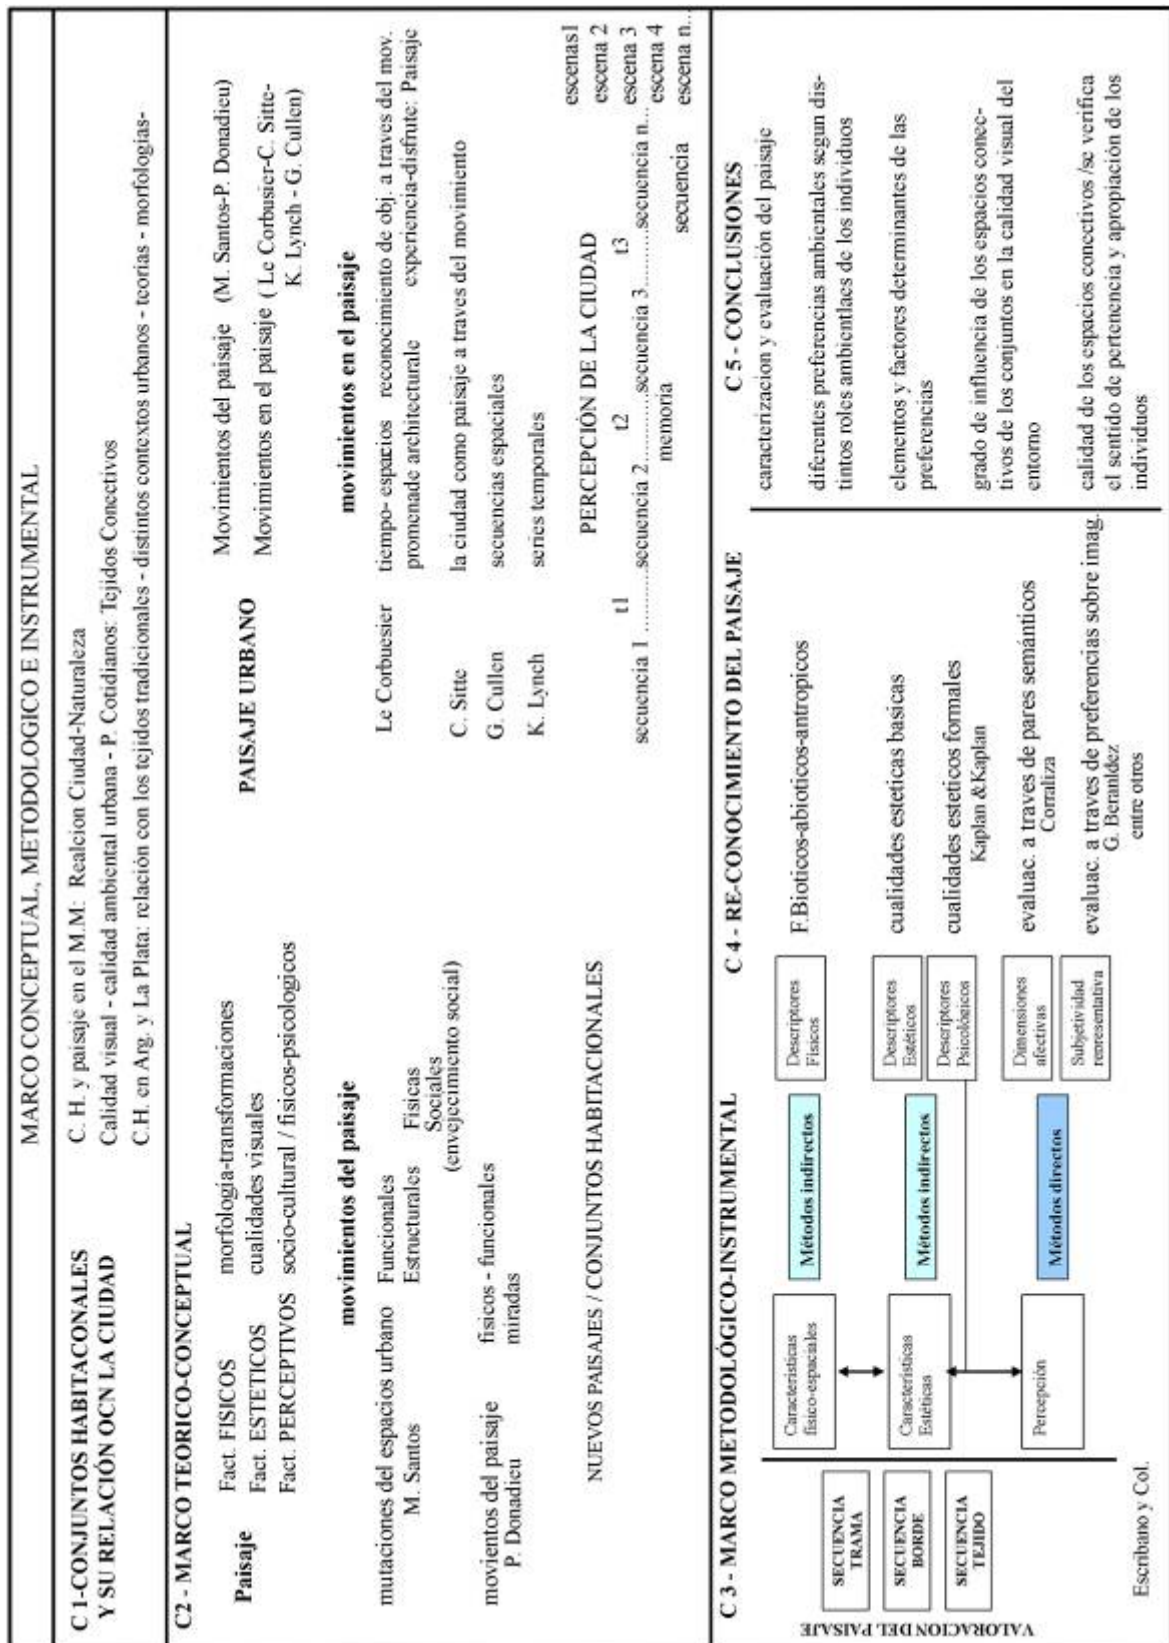 MARCO CONCEPTUAL, METODOLOGICO E INSTRUMENTAL
C 1-CONJUNTOS HABITACONALES
Y SU RELACIÓN OCN LA CIUDAD
C. H. y paisaje en el M.M: Realcion Ciudad-Naturaleza
Calidad visual - calidad ambiental urbana - P. Cotidianos: Tejidos Conectivos
C.H. en Arg. y La Plata: relación con los tejidos tradicionales - distintos contextos urbanos - teorias - morfologias-
C2 - MARCO TEORICO-CONCEPTUAL
Paisaje
Fact. FISICOS morfologia-transformaciones
Fact. ESTETICOS cualidades visuales
Fact. PERCEPTIVOS socio-cultural / fisicos-psicologicos
PAISAJE URBANO
Movimientos del paisaje (M. Santos-P. Donadieu)
Movimientos en el paisaje ( Le Corbusier-C. Sitte-
K. Lynch - G. Cullen)
movimientos del paisaje
mutaciones del espacios urbano
M. Santos
Funcionales
Estructurales
Fisicas
Sociales
(envejecimiento social)
movientos del paisaje
P. Donadieu
fisicos - funcionales
miradas
movimientos en el paisaje
Le Corbuesier tiempo- espacios reconocimiento de obj. a traves del mov.
promenade architecturale experiencia-disfrute: Paisaje
C. Sitte la ciudad como paisaje a traves del movimiento
G. Cullen secuencias espaciales
K. Lynch series temporales
NUEVOS PAISAJES / CONJUNTOS HABITACIONALES
PERCEPCIÓN DE LA CIUDAD
t1 t2 t3
secuencia 1 ............secuencia 2 ............secuencia 3............secuencia n...
memoria
secuencia
escenas1
escena 2
escena 3
escena 4
escena n...
C 3 - MARCO METODOLÓGICO-INSTRUMENTAL
VALORACION DEL PAISAJE
SECUENCIA
TRAMA
SECUENCIA
BORDE
SECUENCIA
TEJIDO
Escribano y Col.
Características
físico-espaciales
Características
Estéticas
Percepción
Métodos indirectos
Métodos indirectos
Métodos directos
Descriptores
Físicos
Descriptores
Estéticos
Descriptores
Psicológicos
Dimensiones
afectivas
Subjetividad
representativa
C 4 - RE-CONOCIMIENTO DEL PAISAJE
F.Bioticos-abioticos-antropicos
cualidades esteticas basicas
cualidades esteticos formales
Kaplan &Kaplan
evaluac. a traves de pares semánticos
Corraliza
evaluac. a traves de preferencias sobre imag.
G. Beranldez
entre otros
C 5 - CONCLUSIONES
caracterizacion y evaluación del paisaje
diferentes preferencias ambientales segun dis-
tintos roles ambientlaes de los individuos
elementos y factores determinantes de las
preferencias
grado de influencia de los espacios conec-
tivos de los conjuntos en la calidad visual del
entorno
calidad de los espacios conectivos /se verifica
el sentido de pertenencia y apropiación de los
individuos